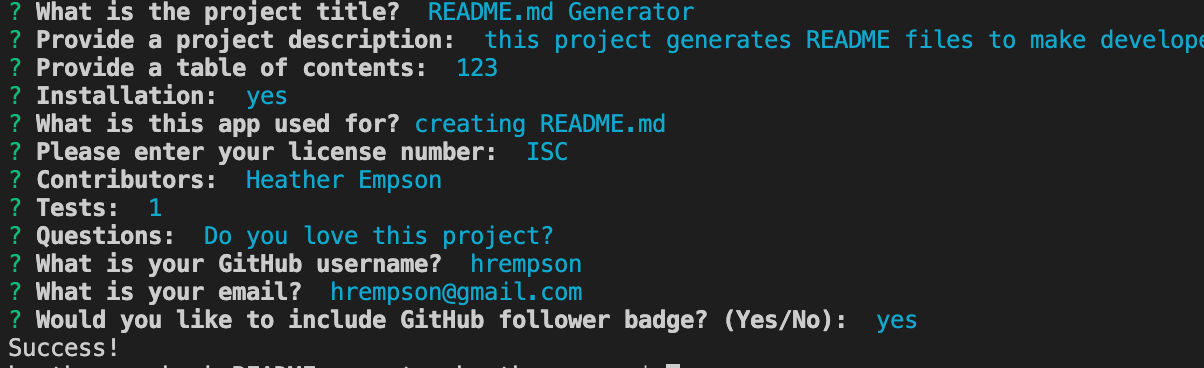 ? What is the project title?  README.md Generator
? Provide a project description:  this project generates README files to make develope
? Provide a table of contents:  123
? Installation:  yes
? What is this app used for? creating README.md
? Please enter your license number:  ISC
? Contributors:  Heather Empson
? Tests:  1
? Questions:  Do you love this project?
? What is your GitHub username?  hrempson
? What is your email?  hrempson@gmail.com
? Would you like to include GitHub follower badge? (Yes/No):  yes
Success!